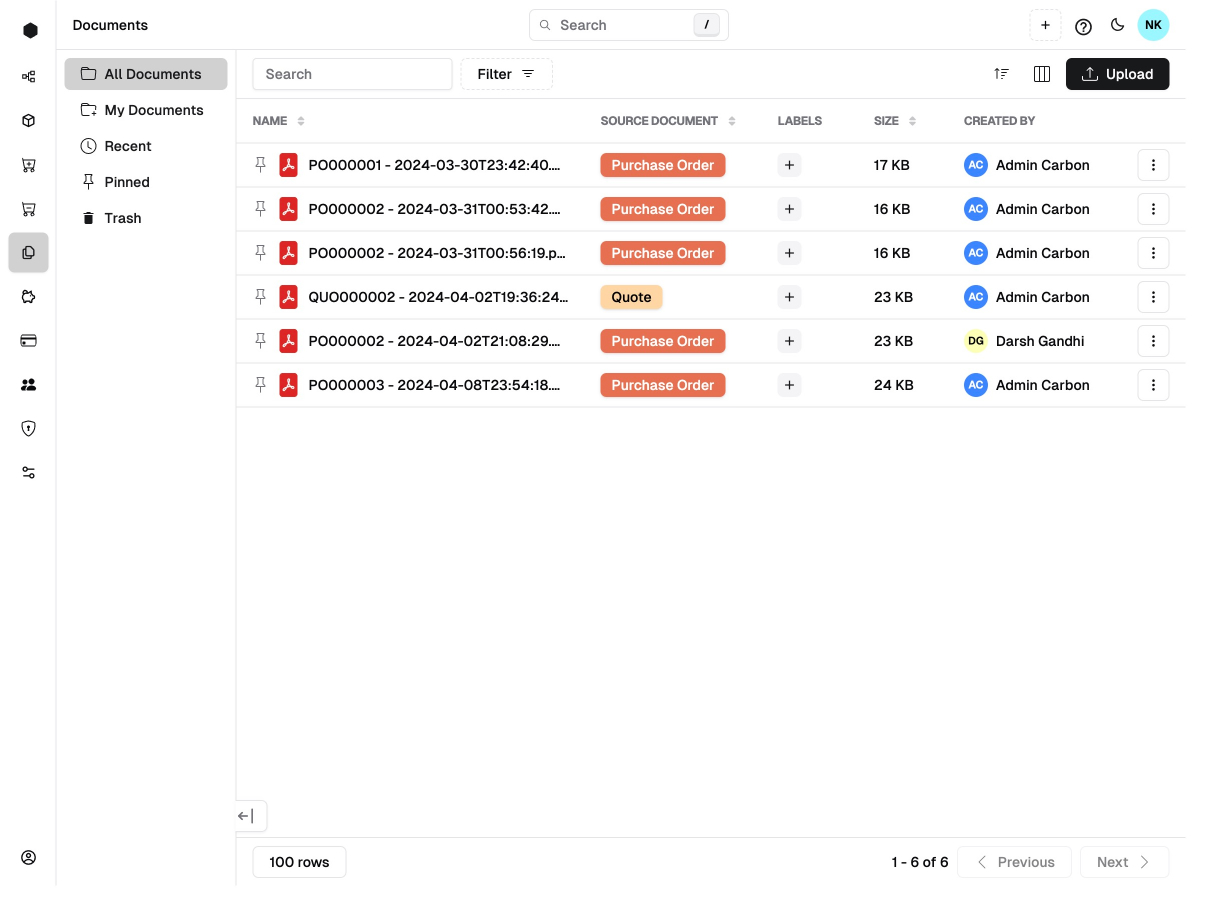 Documents
Search /
+
NK
All Documents
My Documents
Recent
Pinned
Trash
Search
Filter
Upload
NAME SOURCE DOCUMENT LABELS SIZE CREATED BY
PO000001 - 2024-03-30T23:42:40.... Purchase Order + 17 KB AC Admin Carbon
PO000002 - 2024-03-31T00:53:42.... Purchase Order + 16 KB AC Admin Carbon
PO000002 - 2024-03-31T00:56:19.p... Purchase Order + 16 KB AC Admin Carbon
QUO000002 - 2024-04-02T19:36:24... Quote + 23 KB AC Admin Carbon
PO000002 - 2024-04-02T21:08:29.... Purchase Order + 23 KB DG Darsh Gandhi
PO000003 - 2024-04-08T23:54:18.... Purchase Order + 24 KB AC Admin Carbon
100 rows
1 - 6 of 6
Previous
Next